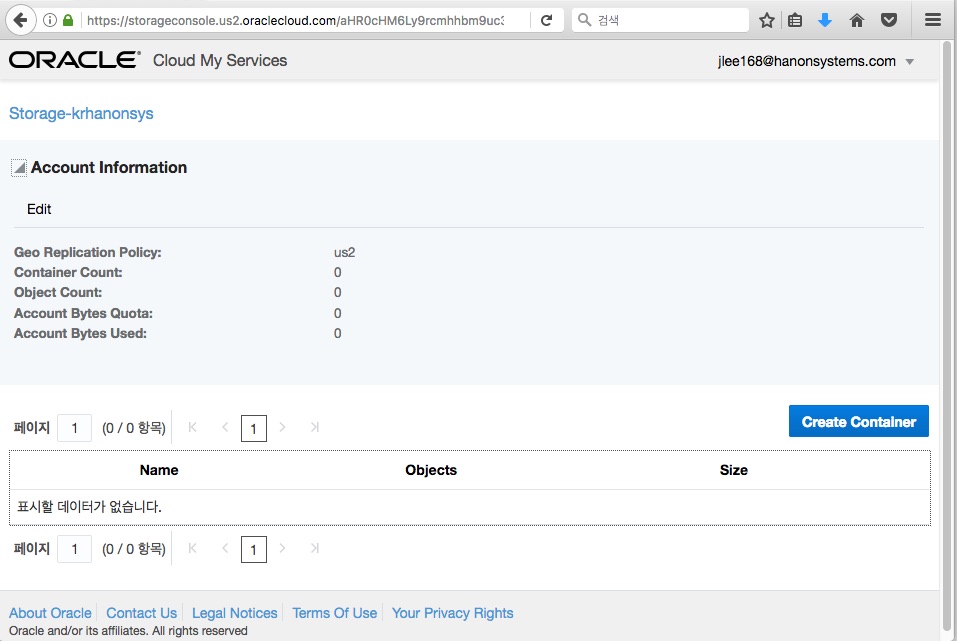 https://storageconsole.us2.oraclecloud.com/aHR0cHM6Ly9rcmhhbm9uc
검색
ORACLE Cloud My Services
jlee168@hanonsystems.com
Storage-krhanonsys
Account Information
Edit
Geo Replication Policy: us2
Container Count: 0
Object Count: 0
Account Bytes Quota: 0
Account Bytes Used: 0
페이지 1 (0 / 0 항목) 1
Create Container
Name Objects Size
표시할 데이터가 없습니다.
페이지 1 (0 / 0 항목) 1
About Oracle Contact Us Legal Notices Terms Of Use Your Privacy Rights
Oracle and/or its affiliates. All rights reserved